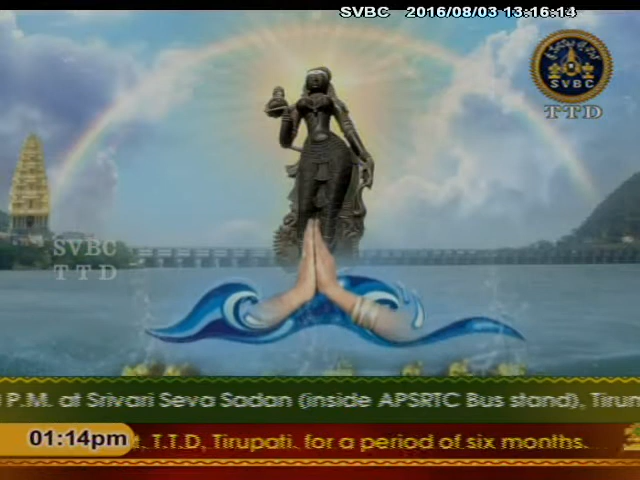 SVBC 2016/08/03 13:16:14
SVBC
TTD
SVBC
TTD
P.M. at Srivari Seva Sadan (inside APSRTC Bus stand),
01:14pm
, T.T.D, Tirupati. for a period of six months.